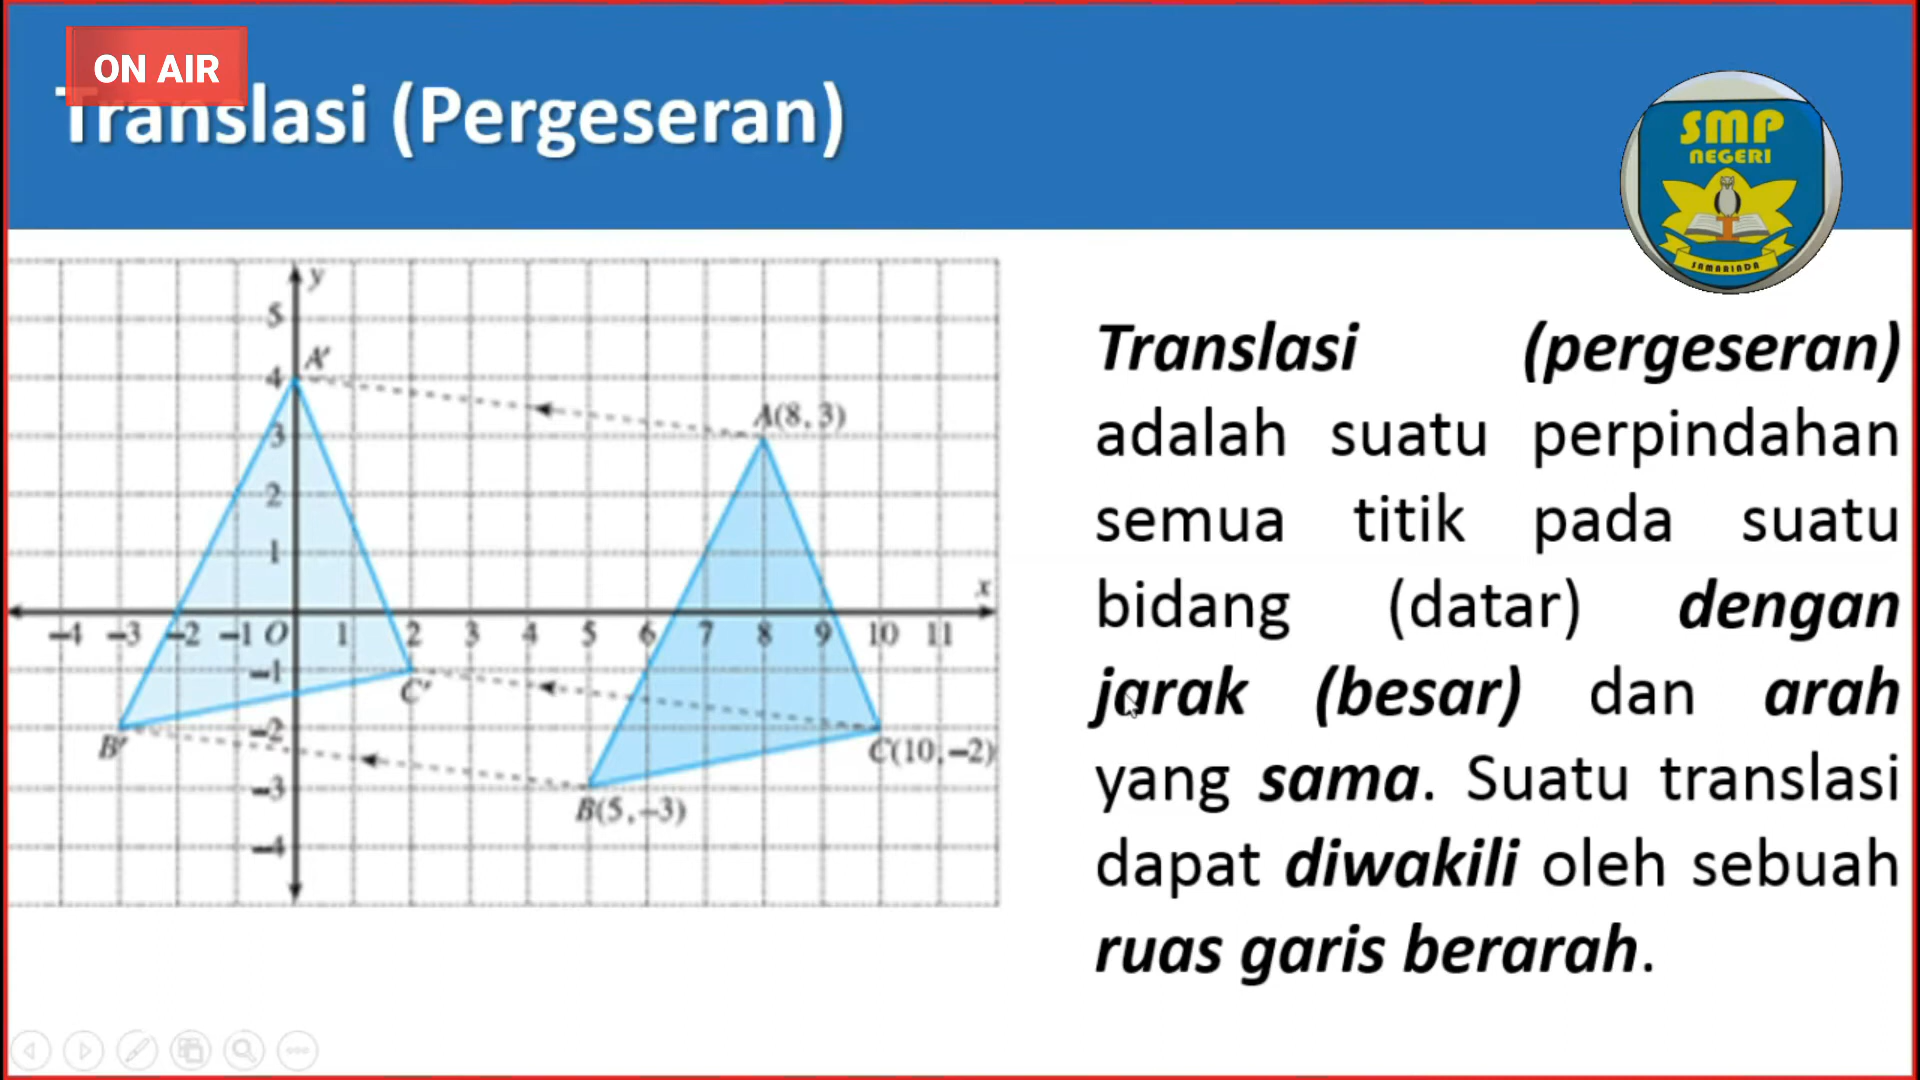 ON AIR
Translasi (Pergeseran)
SMP
NEGERI
SAMARINDA
y
5
A'
4
A(8, 3)
3
2
1
x
–4 –3 –2 –1 O 1 2 3 4 5 6 7 8 9 10 11
–1
C'
–2
B'
C(10, –2)
–3
B(5, –3)
–4
Translasi (pergeseran)
adalah suatu perpindahan
semua titik pada suatu
bidang (datar) dengan
jarak (besar) dan arah
yang sama. Suatu translasi
dapat diwakili oleh sebuah
ruas garis berarah.